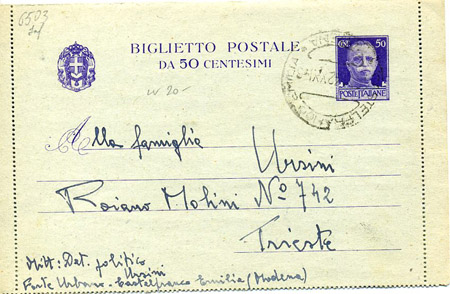 6503
BIGLIETTO POSTALE
DA 50 CENTESIMI
CENT. 50
POSTE ITALIANE
Alla famiglia
Ursini
Roiano Molini N° 742
Trieste
Mitt: Det. politico
Ursini
Forte Urbano - Castelfranco Emilia (Modena)